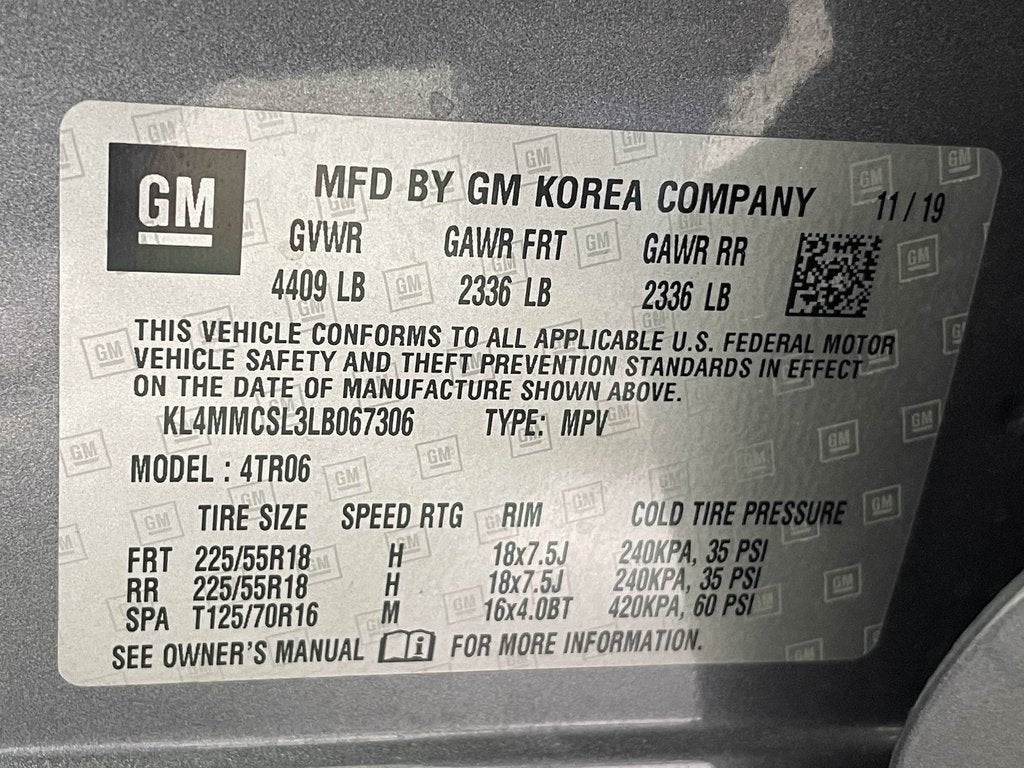 GM
MFD BY GM KOREA COMPANY 11/19
GVWR GAWR FRT GAWR RR
4409 LB 2336 LB 2336 LB
THIS VEHICLE CONFORMS TO ALL APPLICABLE U.S. FEDERAL MOTOR
VEHICLE SAFETY AND THEFT PREVENTION STANDARDS IN EFFECT
ON THE DATE OF MANUFACTURE SHOWN ABOVE.
KL4MMCSL3LB067306 TYPE: MPV
MODEL : 4TR06
TIRE SIZE SPEED RTG RIM COLD TIRE PRESSURE
FRT 225/55R18 H 18x7.5J 240KPA, 35 PSI
RR 225/55R18 H 18x7.5J 240KPA, 35 PSI
SPA T125/70R16 M 16x4.0BT 420KPA, 60 PSI
SEE OWNER'S MANUAL i FOR MORE INFORMATION.